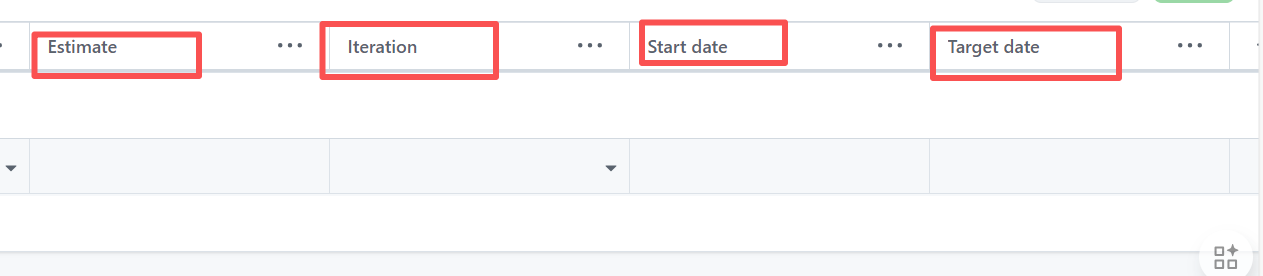 Estimate
Iteration
Start date
Target date